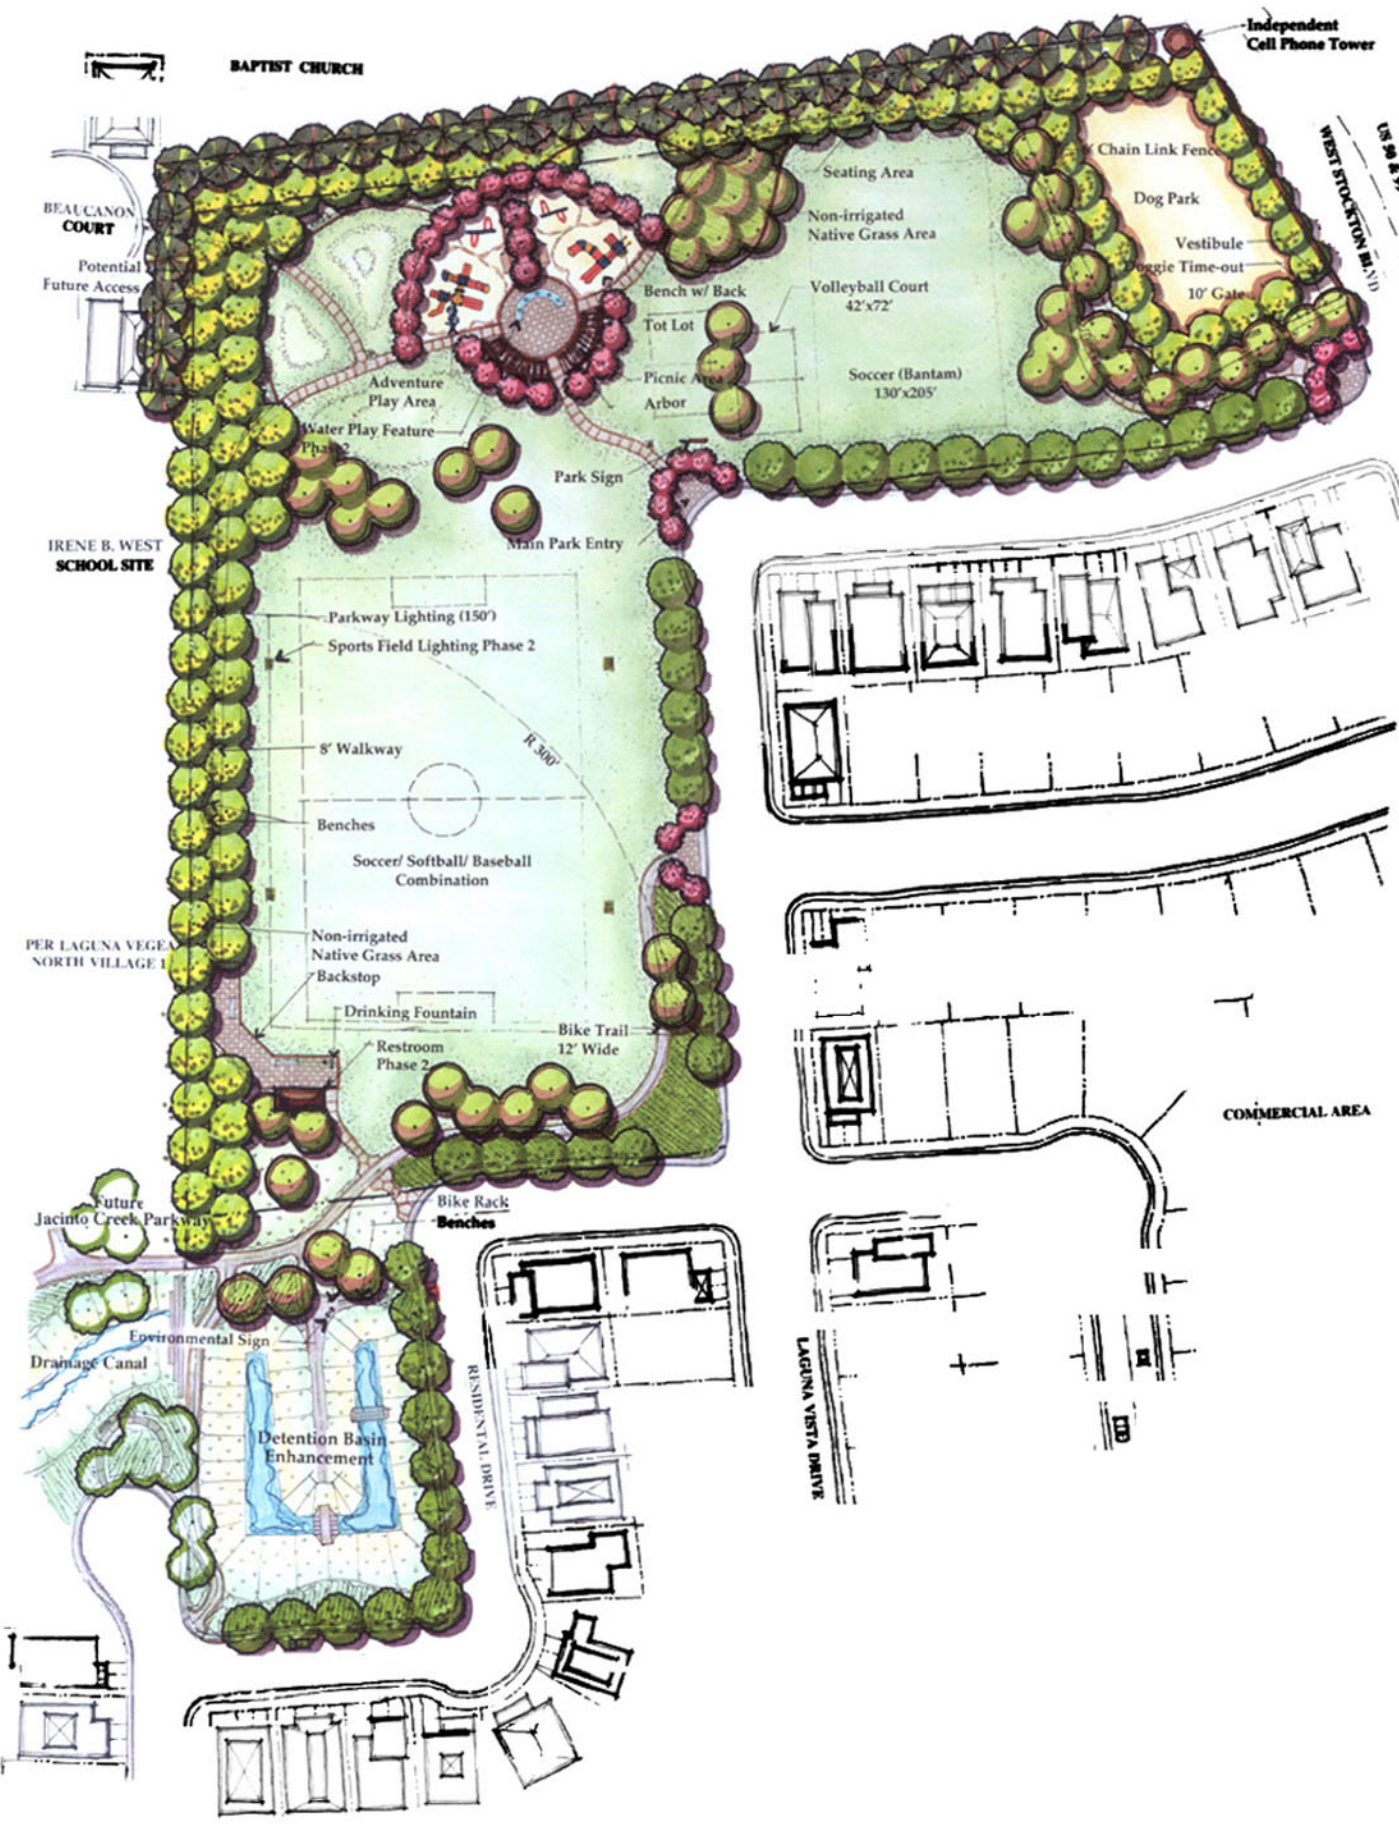 Independent
Cell Phone Tower
BAPTIST CHURCH
BEAUCANON
COURT
Potential
Future Access
WEST STOCKTON BLVD
Chain Link Fence
Dog Park
Vestibule
Doggie Time-out
10' Gate
Seating Area
Non-irrigated
Native Grass Area
Bench w/ Back
Volleyball Court
42'x72'
Tot Lot
Picnic Area
Arbor
Soccer (Bantam)
130'x205'
Adventure
Play Area
Water Play Feature
Phase 2
Park Sign
Main Park Entry
IRENE B. WEST
SCHOOL SITE
Parkway Lighting (150')
Sports Field Lighting Phase 2
R 300'
8' Walkway
Benches
Soccer/ Softball/ Baseball
Combination
PER LAGUNA VEGEA
NORTH VILLAGE 1
Non-irrigated
Native Grass Area
Backstop
Drinking Fountain
Restroom
Phase 2
Bike Trail
12' Wide
COMMERCIAL AREA
Future
Jacinto Creek Parkway
Bike Rack
Benches
Environmental Sign
Drainage Canal
Detention Basin
Enhancement
RESIDENTAL DRIVE
LAGUNA VISTA DRIVE